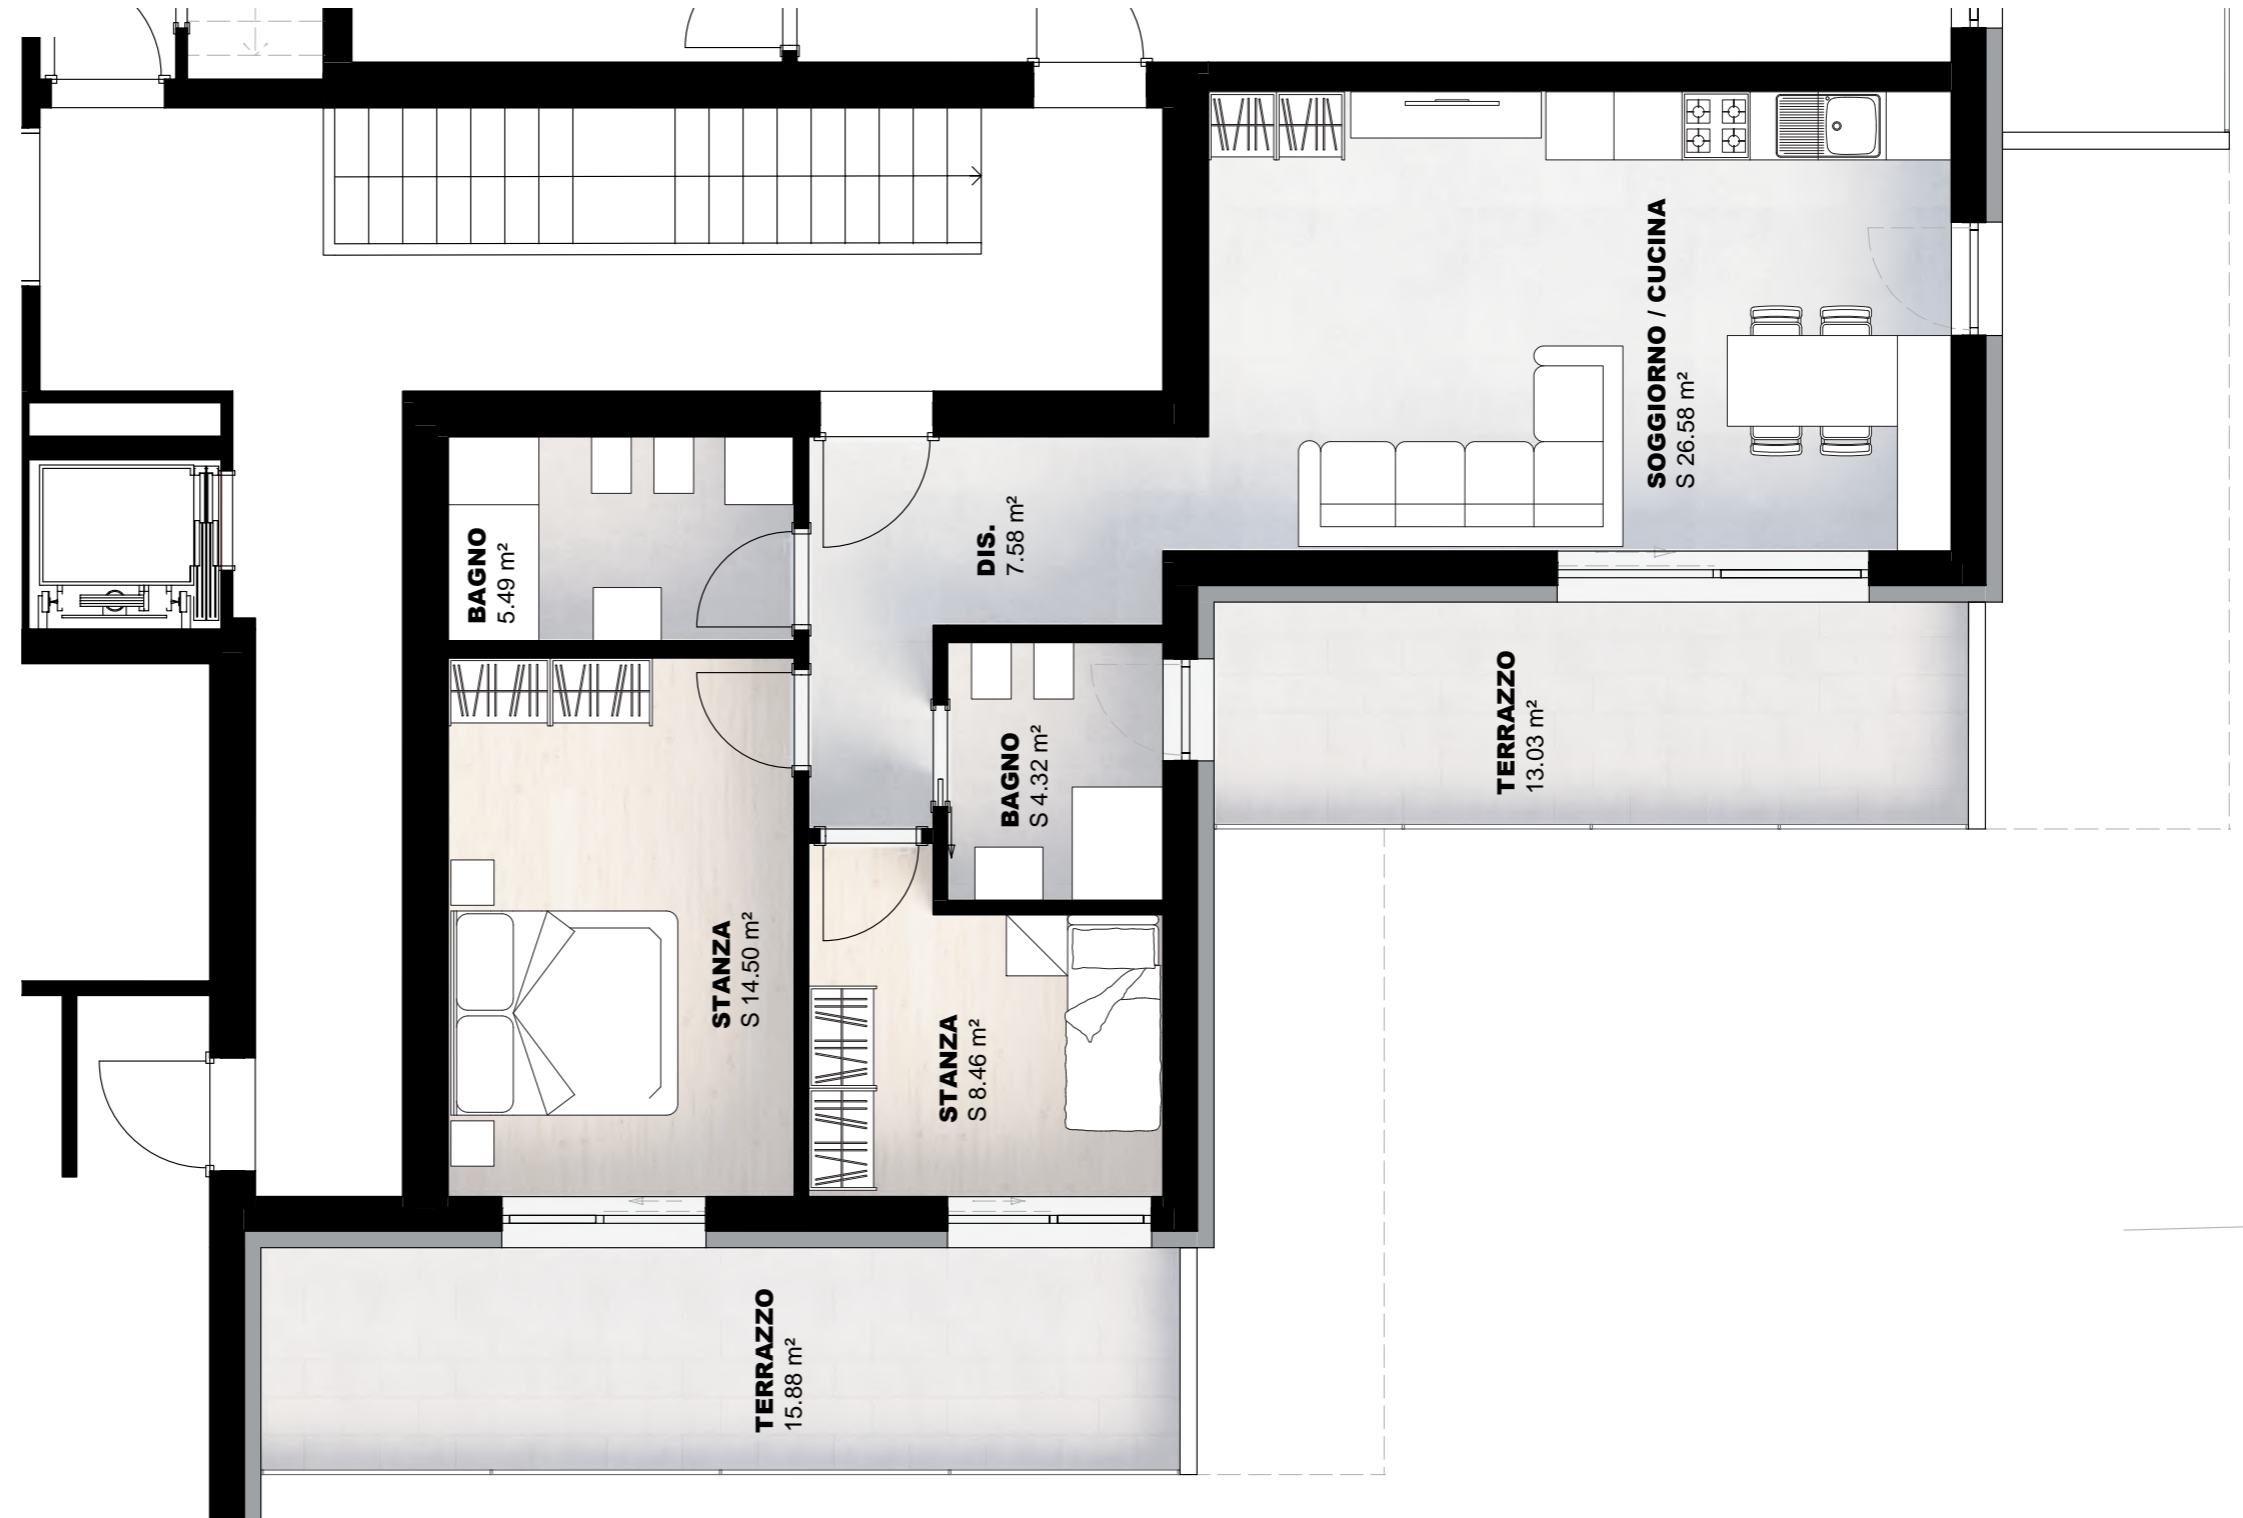 SOGGIORNO / CUCINA
S 26.58 m²
DIS.
7.58 m²
BAGNO
5.49 m²
BAGNO
S 4.32 m²
TERRAZZO
13.03 m²
STANZA
S 14.50 m²
STANZA
S 8.46 m²
TERRAZZO
15.88 m²